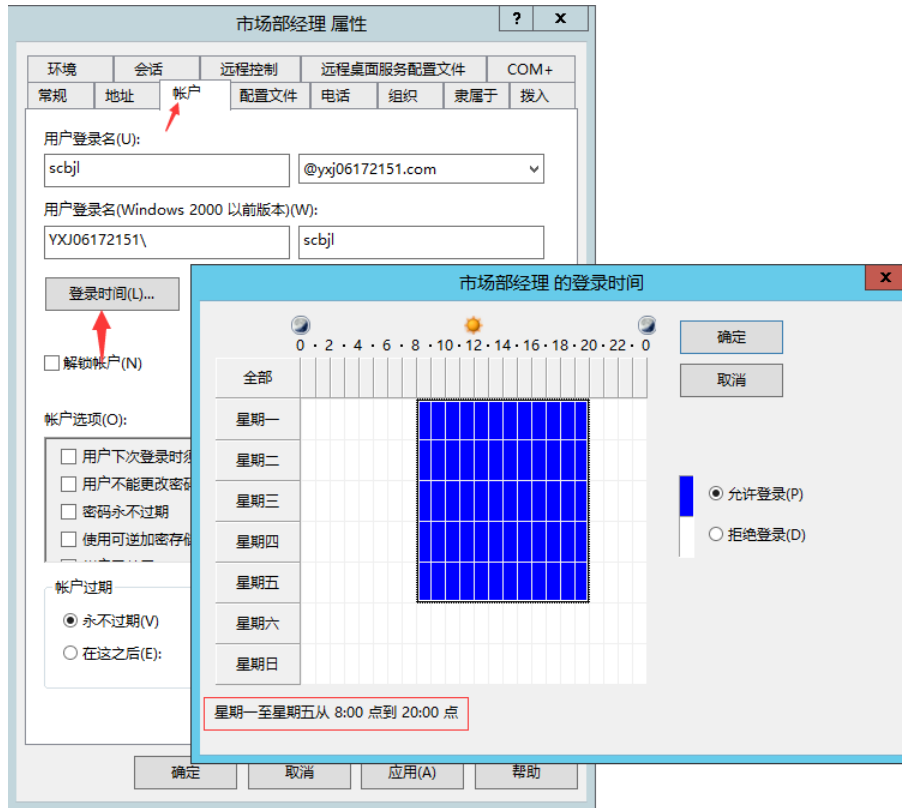 市场部经理 属性
? x
环境 会话 远程控制 远程桌面服务配置文件 COM+
常规 地址 帐户 配置文件 电话 组织 隶属于 拨入
用户登录名(U):
scbjl @yxj06172151.com
用户登录名(Windows 2000 以前版本)(W):
YXJ06172151\ scbjl
登录时间(L)...
解锁帐户(N)
帐户选项(O):
用户下次登录时须
用户不能更改密码
密码永不过期
使用可逆加密存储
帐户过期
永不过期(V)
在这之后(E):
确定 取消 应用(A) 帮助
市场部经理 的登录时间
x
0 · 2 · 4 · 6 · 8 · 10 · 12 · 14 · 16 · 18 · 20 · 22 · 0
全部
星期一
星期二
星期三
星期四
星期五
星期六
星期日
确定
取消
允许登录(P)
拒绝登录(D)
星期一至星期五从 8:00 点到 20:00 点